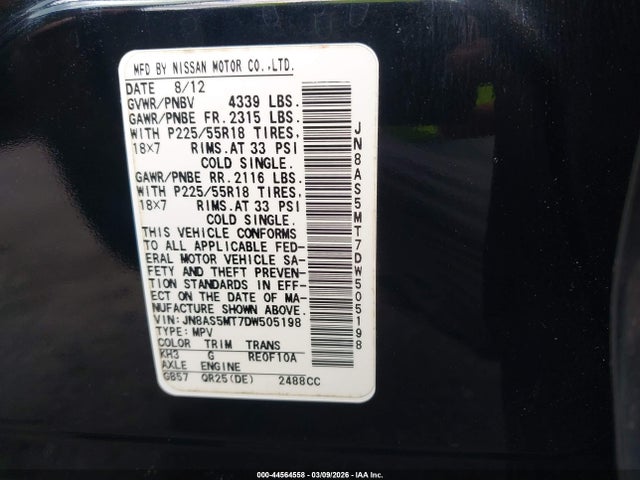 MFD BY NISSAN MOTOR CO.,LTD.
DATE 8/12
GVWR/PNBV 4339 LBS.
GAWR/PNBE FR. 2315 LBS.
WITH P225/55R18 TIRES,
18×7 RIMS.AT 33 PSI
COLD SINGLE.
GAWR/PNBE RR. 2116 LBS.
WITH P225/55R18 TIRES,
18×7 RIMS.AT 33 PSI
COLD SINGLE.
THIS VEHICLE CONFORMS
TO ALL APPLICABLE FED-
ERAL MOTOR VEHICLE SA-
FETY AND THEFT PREVEN-
TION STANDARDS IN EFF-
ECT ON THE DATE OF MA-
NUFACTURE SHOWN ABOVE.
VIN: JN8AS5MT7DW505198
TYPE: MPV
COLOR TRIM TRANS
KH3 G RE0F10A
AXLE ENGINE
GB57 QR25(DE) 2488CC
JN8AS5MT7DW505198
000-44564558 - 03/09/2026 - IAA Inc.